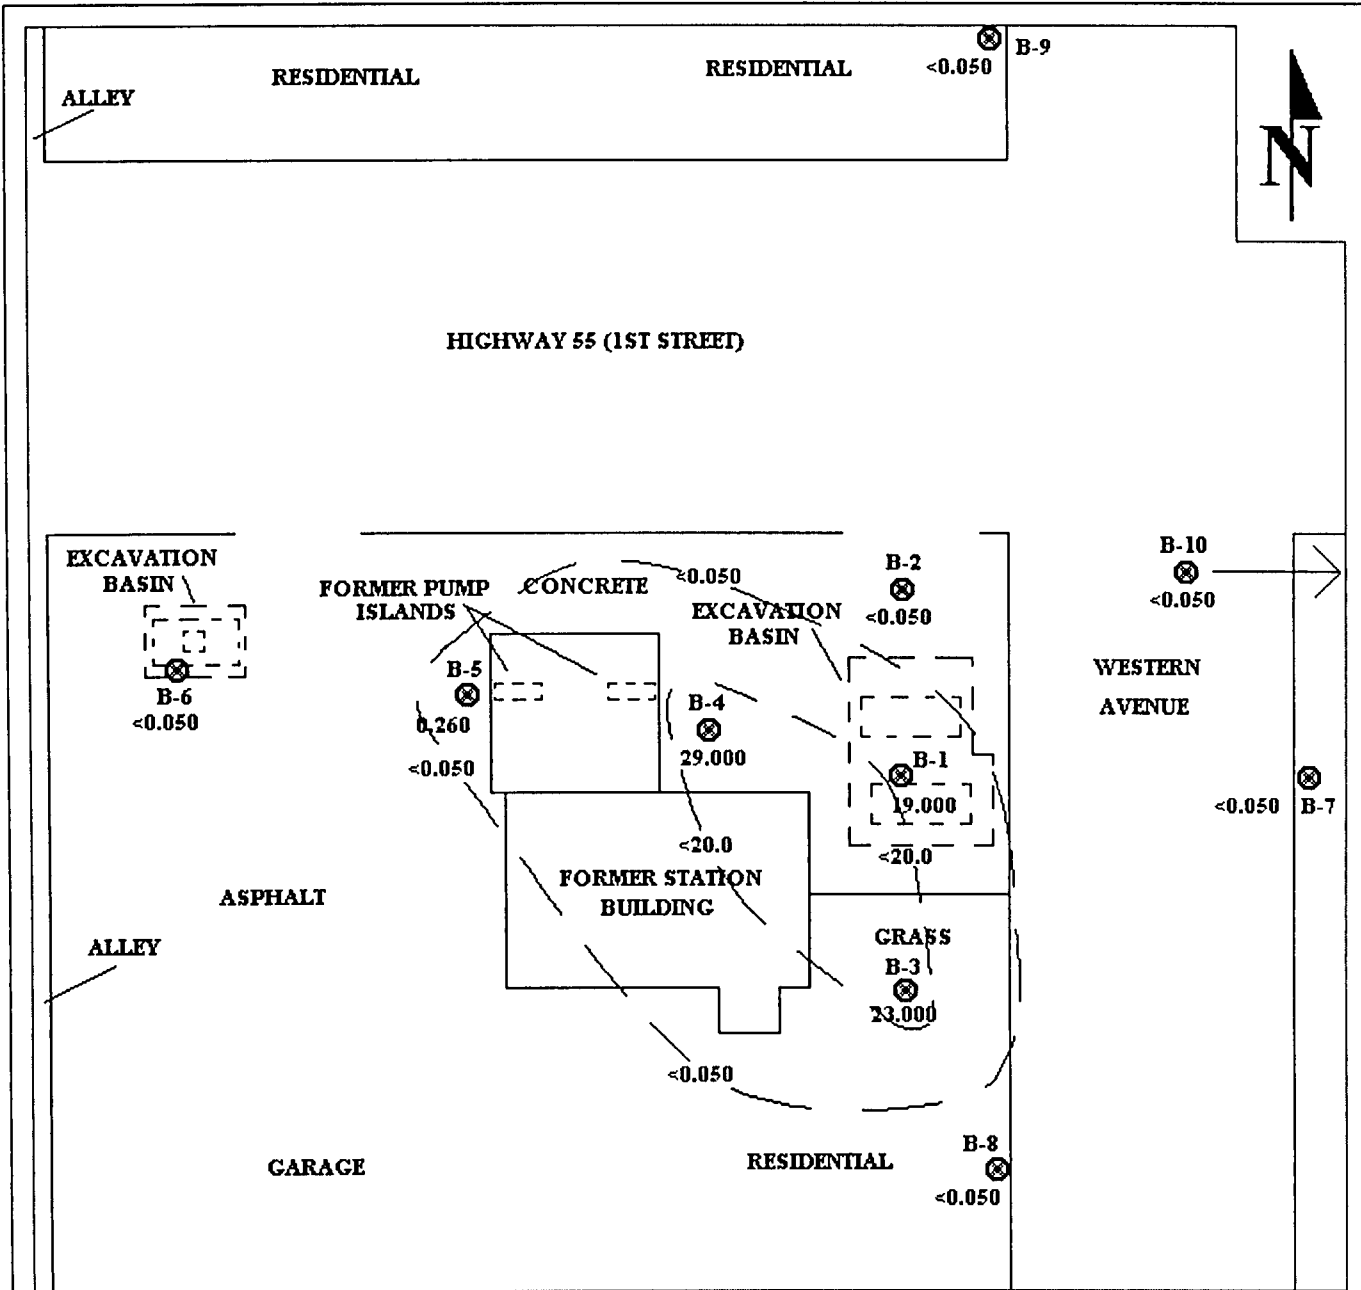 B-9
<0.050
RESIDENTIAL
RESIDENTIAL
ALLEY
N
HIGHWAY 55 (1ST STREET)
EXCAVATION
BASIN
FORMER PUMP
ISLANDS
CONCRETE
<0.050
B-2
<0.050
B-10
<0.050
EXCAVATION
BASIN
WESTERN
AVENUE
B-6
<0.050
B-5
0.260
<0.050
B-4
29.000
B-1
19.000
<0.050
B-7
<20.0
<20.0
FORMER STATION
BUILDING
ASPHALT
ALLEY
GRASS
B-3
23.000
<0.050
GARAGE
RESIDENTIAL
B-8
<0.050